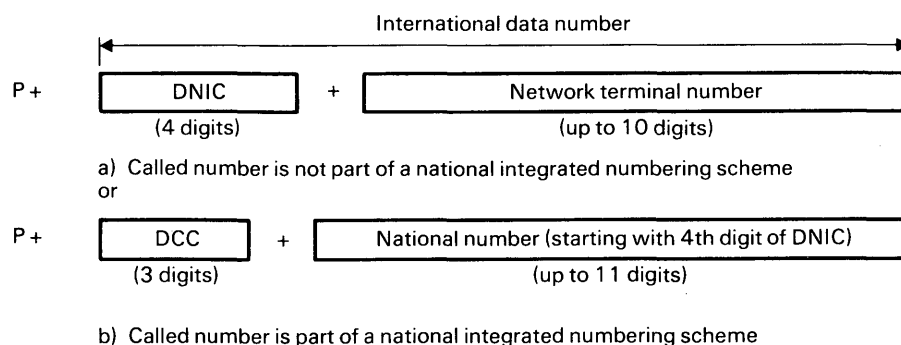 International data number
P + DNIC + Network terminal number
(4 digits) (up to 10 digits)
a) Called number is not part of a national integrated numbering scheme
or
P + DCC + National number (starting with 4th digit of DNIC)
(3 digits) (up to 11 digits)
b) Called number is part of a national integrated numbering scheme